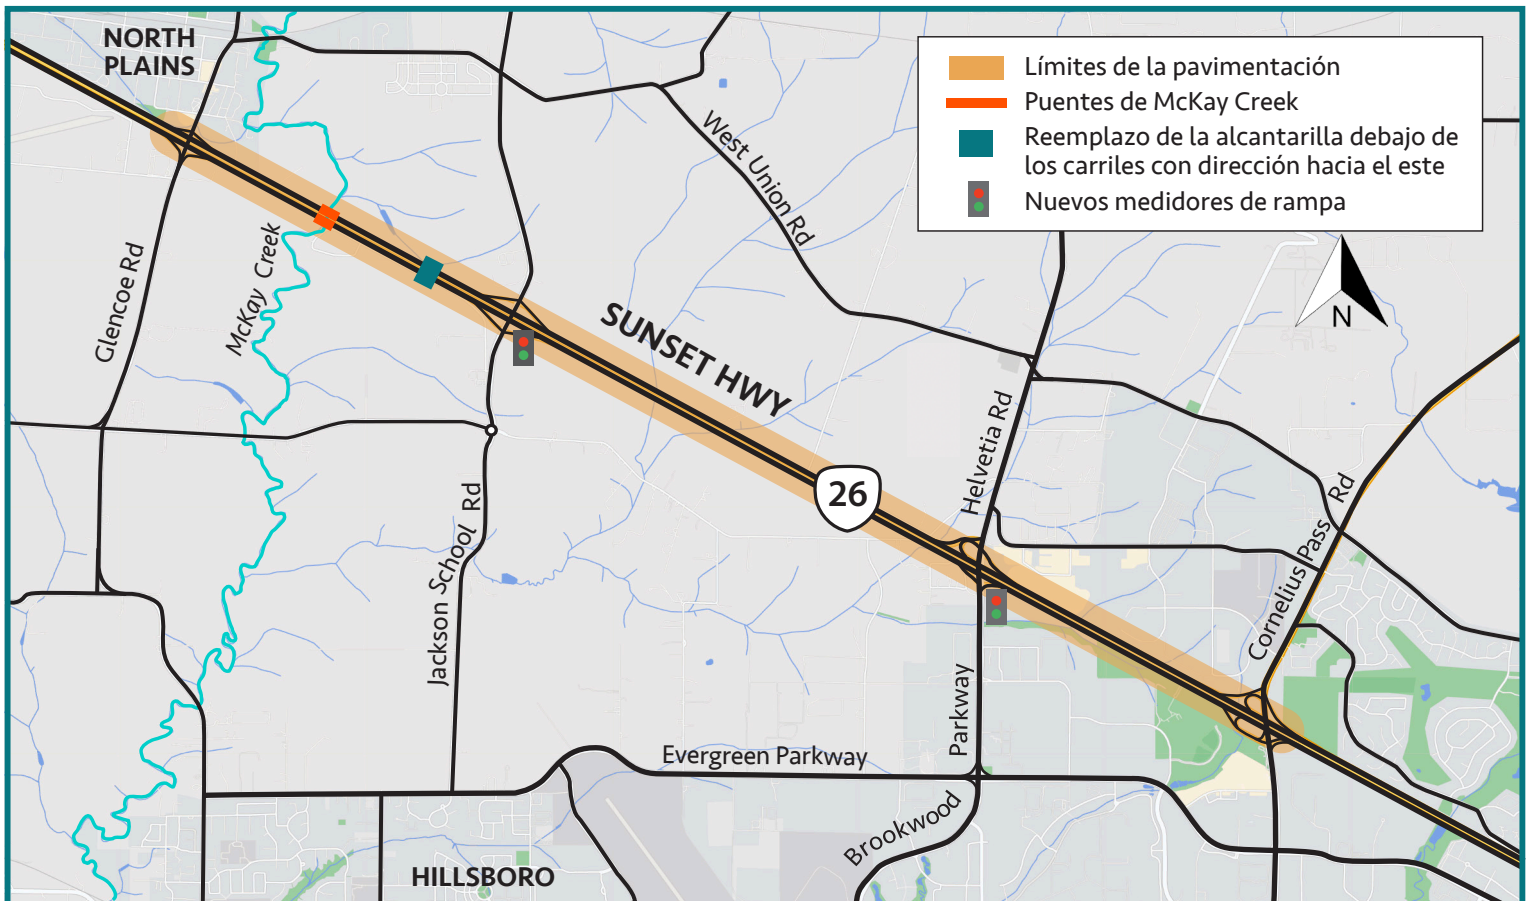 NORTH
PLAINS
Límites de la pavimentación
Puentes de McKay Creek
Reemplazo de la alcantarilla debajo de
los carriles con dirección hacia el este
Nuevos medidores de rampa
West Union Rd
N
Glencoe Rd
McKay Creek
SUNSET HWY
26
Helvetia Rd
Jackson School Rd
Cornelius Pass Rd
Parkway
Evergreen Parkway
Brookwood
HILLSBORO